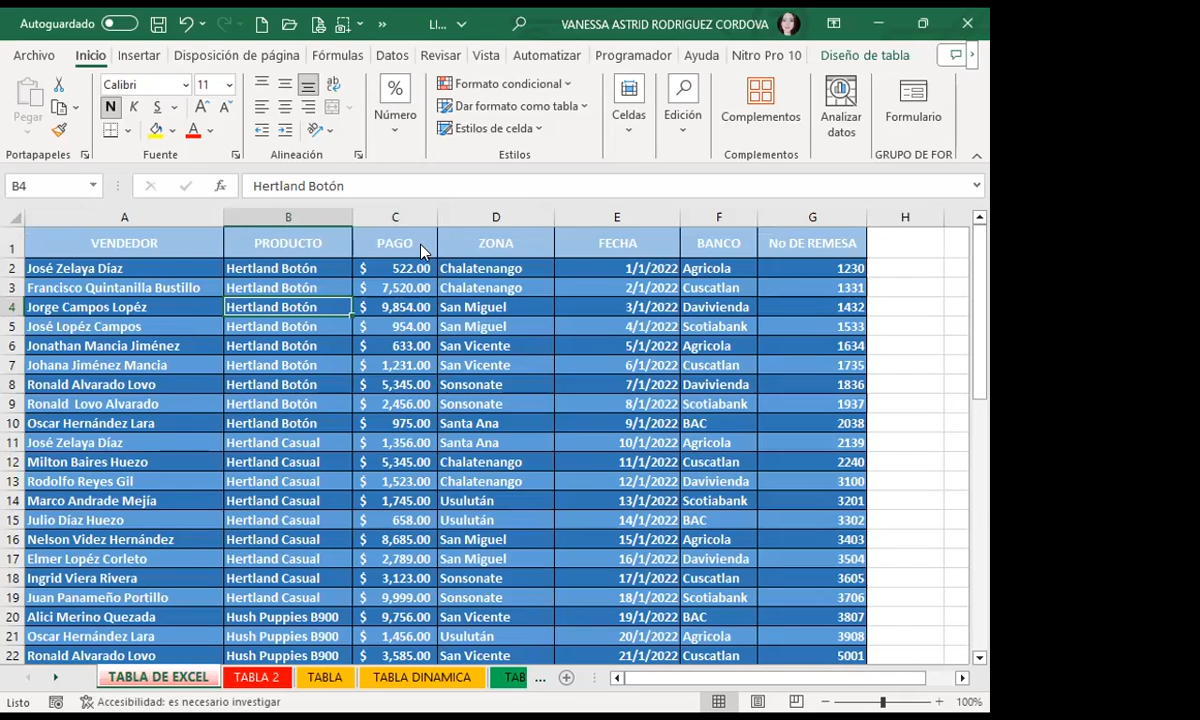 Autoguardado LI... VANESSA ASTRID RODRIGUEZ CORDOVA
Archivo Inicio Insertar Disposición de página Fórmulas Datos Revisar Vista Automatizar Programador Ayuda Nitro Pro 10 Diseño de tabla
Pegar
Portapapeles
Calibri 11
N K S
Fuente
Alineación
%
Número
Formato condicional
Dar formato como tabla
Estilos de celda
Estilos
Celdas
Edición
Complementos
Complementos
Analizar
datos
Formulario
GRUPO DE FOR
B4 fx Hertland Botón
A B C D E F G H
1 VENDEDOR PRODUCTO PAGO ZONA FECHA BANCO No DE REMESA
2 José Zelaya Díaz Hertland Botón $ 522.00 Chalatenango 1/1/2022 Agricola 1230
3 Francisco Quintanilla Bustillo Hertland Botón $ 7,520.00 Chalatenango 2/1/2022 Cuscatlan 1331
4 Jorge Campos Lopéz Hertland Botón $ 9,854.00 San Miguel 3/1/2022 Davivienda 1432
5 José Lopéz Campos Hertland Botón $ 954.00 San Miguel 4/1/2022 Scotiabank 1533
6 Jonathan Mancia Jiménez Hertland Botón $ 633.00 San Vicente 5/1/2022 Agricola 1634
7 Johana Jiménez Mancia Hertland Botón $ 1,231.00 San Vicente 6/1/2022 Cuscatlan 1735
8 Ronald Alvarado Lovo Hertland Botón $ 5,345.00 Sonsonate 7/1/2022 Davivienda 1836
9 Ronald Lovo Alvarado Hertland Botón $ 2,456.00 Sonsonate 8/1/2022 Scotiabank 1937
10 Oscar Hernández Lara Hertland Botón $ 975.00 Santa Ana 9/1/2022 BAC 2038
11 José Zelaya Díaz Hertland Casual $ 1,356.00 Santa Ana 10/1/2022 Agricola 2139
12 Milton Baires Huezo Hertland Casual $ 5,345.00 Chalatenango 11/1/2022 Cuscatlan 2240
13 Rodolfo Reyes Gil Hertland Casual $ 1,523.00 Chalatenango 12/1/2022 Davivienda 3100
14 Marco Andrade Mejía Hertland Casual $ 1,745.00 Usulután 13/1/2022 Scotiabank 3201
15 Julio Díaz Huezo Hertland Casual $ 658.00 Usulután 14/1/2022 BAC 3302
16 Nelson Videz Hernández Hertland Casual $ 8,685.00 San Miguel 15/1/2022 Agricola 3403
17 Elmer Lopéz Corleto Hertland Casual $ 2,789.00 San Miguel 16/1/2022 Davivienda 3504
18 Ingrid Viera Rivera Hertland Casual $ 3,123.00 Sonsonate 17/1/2022 Cuscatlan 3605
19 Juan Panameño Portillo Hertland Casual $ 9,999.00 Sonsonate 18/1/2022 Scotiabank 3706
20 Alici Merino Quezada Hush Puppies B900 $ 9,756.00 San Vicente 19/1/2022 BAC 3807
21 Oscar Hernández Lara Hush Puppies B900 $ 1,456.00 Usulután 20/1/2022 Agricola 3908
22 Ronald Alvarado Lovo Hush Puppies B900 $ 3,585.00 San Vicente 21/1/2022 Cuscatlan 5001
TABLA DE EXCEL TABLA 2 TABLA TABLA DINAMICA TAB ...
Listo Accesibilidad: es necesario investigar 100%